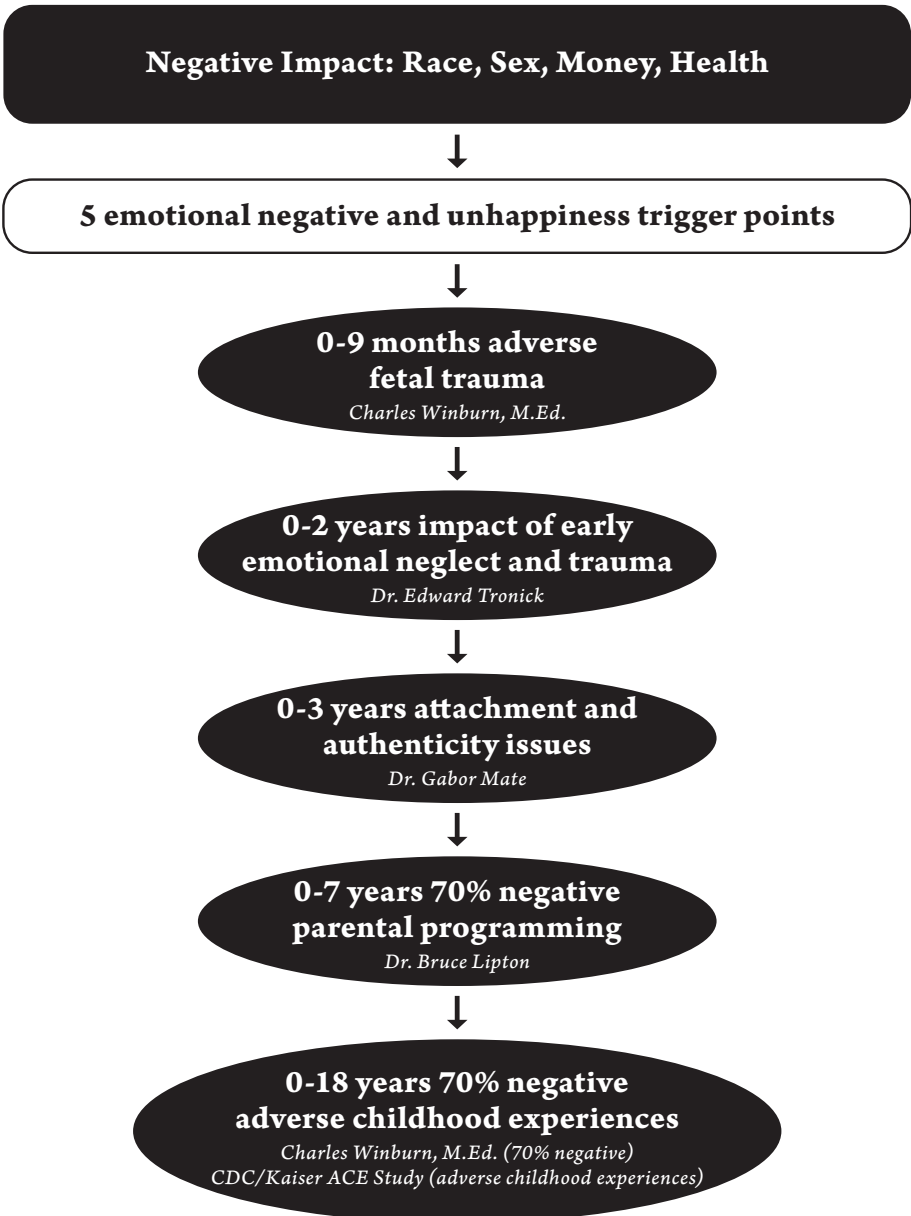 Negative Impact: Race, Sex, Money, Health
5 emotional negative and unhappiness trigger points
0-9 months adverse
fetal trauma
Charles Winburn, M.Ed.
0-2 years impact of early
emotional neglect and trauma
Dr. Edward Tronick
0-3 years attachment and
authenticity issues
Dr. Gabor Mate
0-7 years 70% negative
parental programming
Dr. Bruce Lipton
0-18 years 70% negative
adverse childhood experiences
Charles Winburn, M.Ed. (70% negative)
CDC/Kaiser ACE Study (adverse childhood experiences)